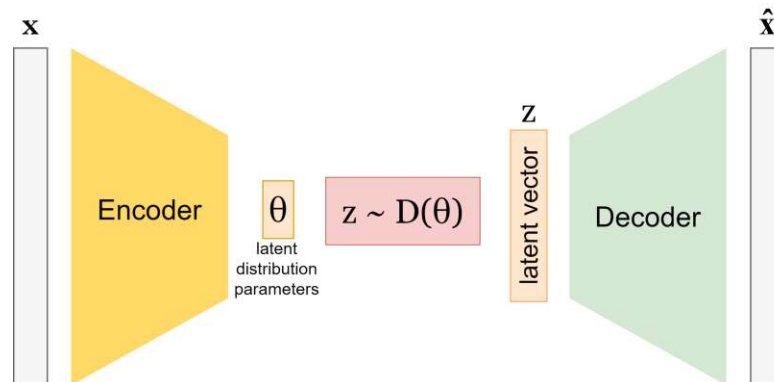 x
x̂
z
Encoder
θ
z ~ D(θ)
latent vector
Decoder
latent
distribution
parameters